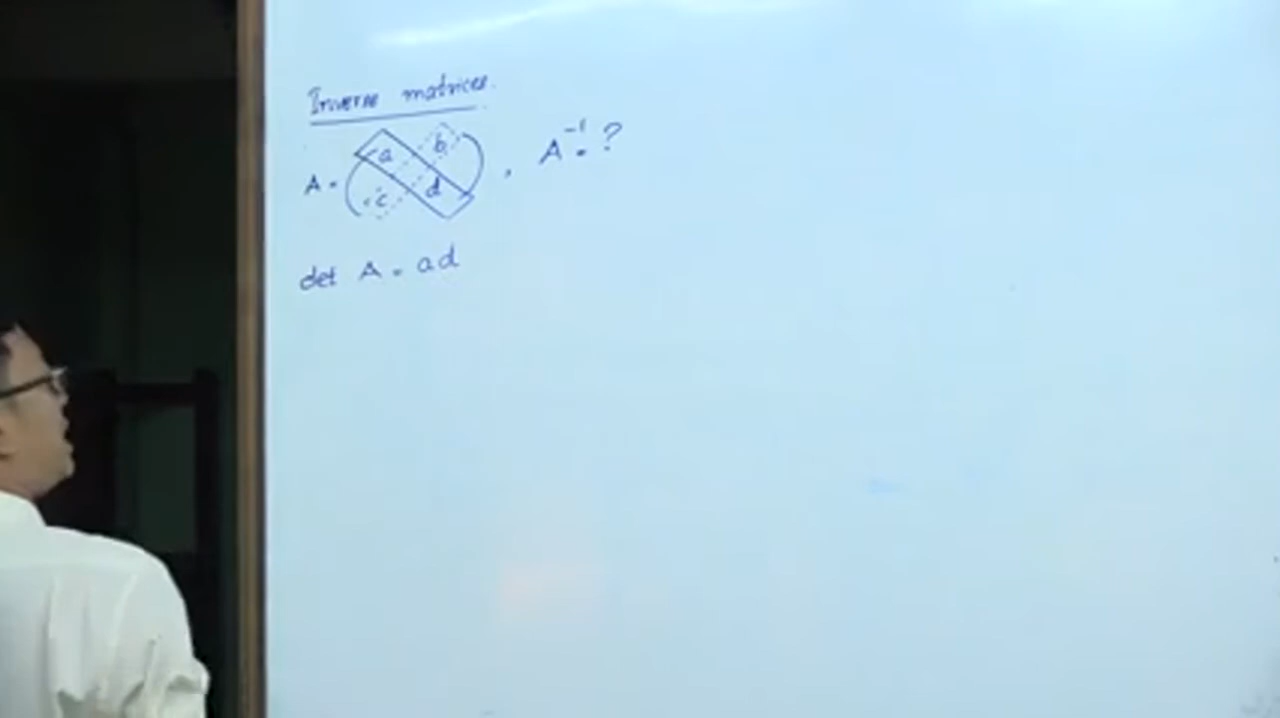 Inverse matrices.
A = ( a b
c d ) , A⁻¹ = ?
det A = ad